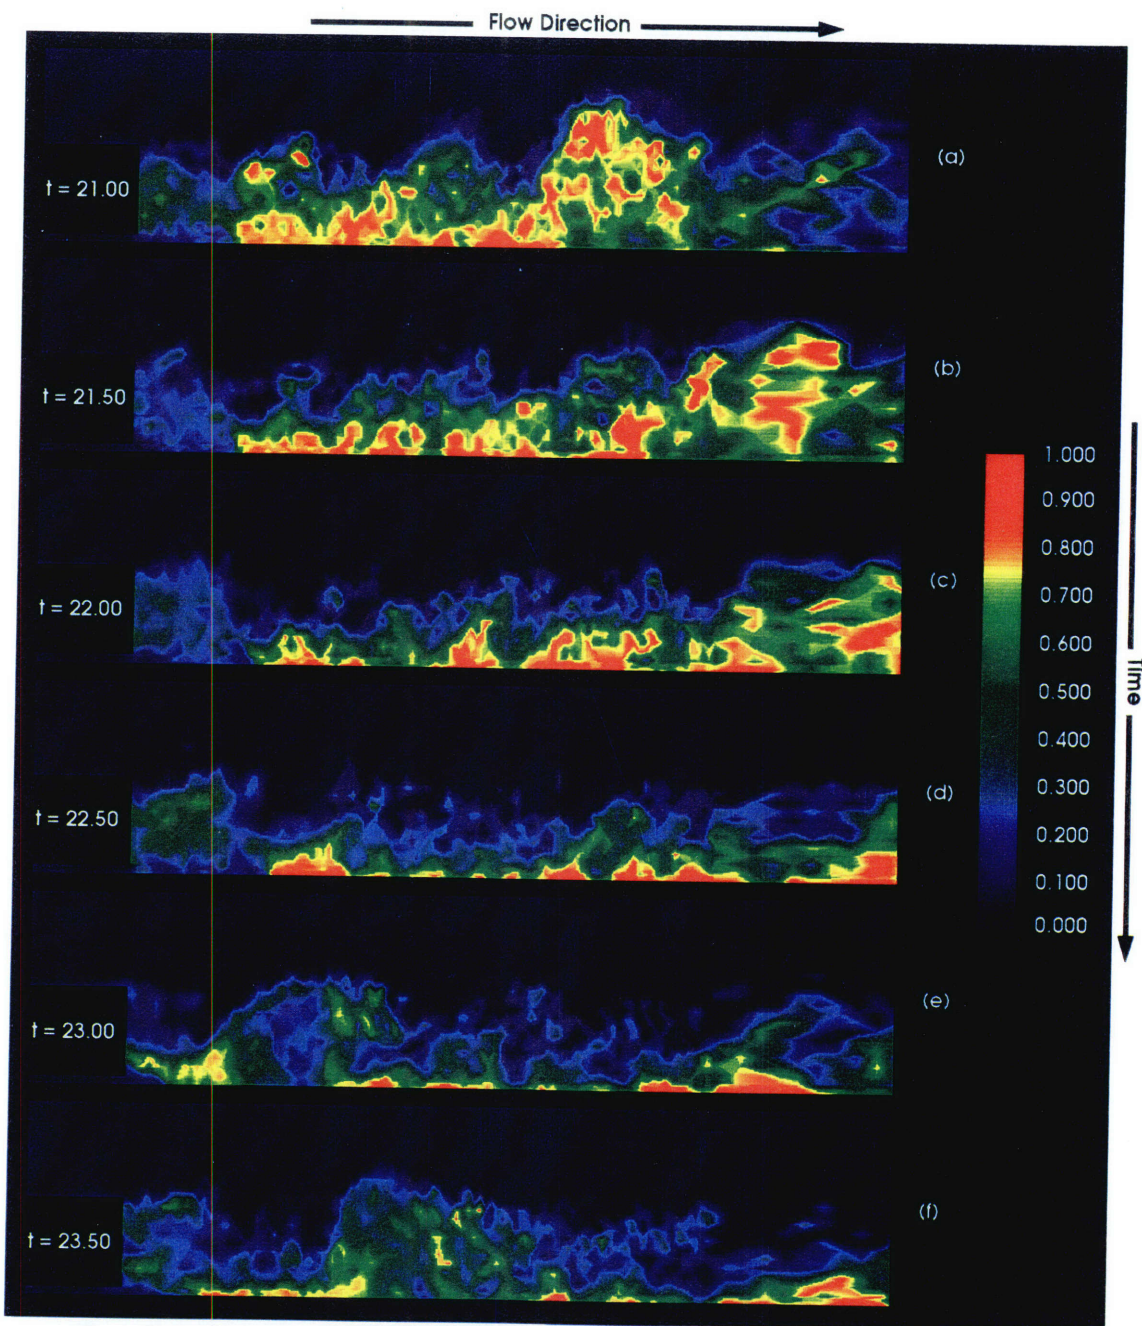 Flow Direction
(a)
t = 21.00
(b)
t = 21.50
1.000
0.900
0.800
(c)
t = 22.00
0.700
0.600
0.500
Time
0.400
0.300
(d)
t = 22.50
0.200
0.100
0.000
(e)
t = 23.00
(f)
t = 23.50